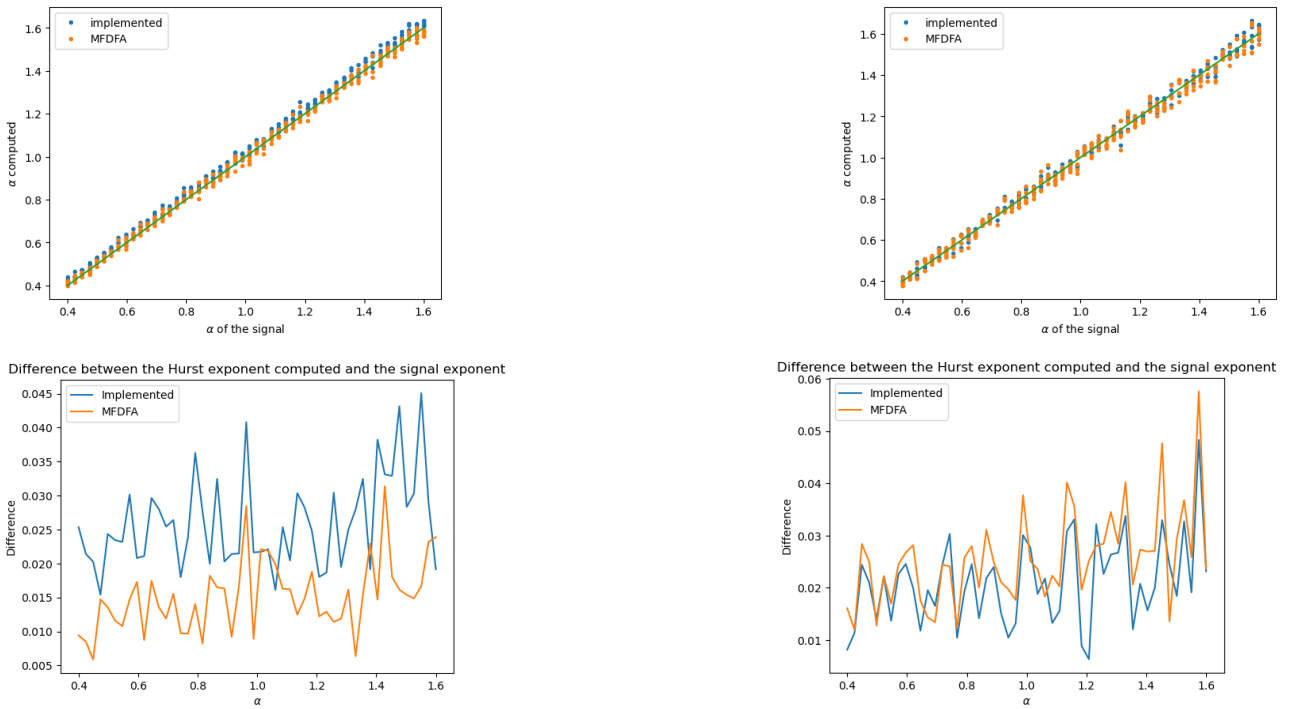 implemented
MFDFA
1.6
1.4
1.2
1.0
0.8
0.6
0.4
α computed
0.4 0.6 0.8 1.0 1.2 1.4 1.6
α of the signal
implemented
MFDFA
1.6
1.4
1.2
1.0
0.8
0.6
0.4
α computed
0.4 0.6 0.8 1.0 1.2 1.4 1.6
α of the signal
Difference between the Hurst exponent computed and the signal exponent
Implemented
MFDFA
0.045
0.040
0.035
0.030
0.025
0.020
0.015
0.010
0.005
Difference
0.4 0.6 0.8 1.0 1.2 1.4 1.6
α
Difference between the Hurst exponent computed and the signal exponent
Implemented
MFDFA
0.06
0.05
0.04
0.03
0.02
0.01
Difference
0.4 0.6 0.8 1.0 1.2 1.4 1.6
α